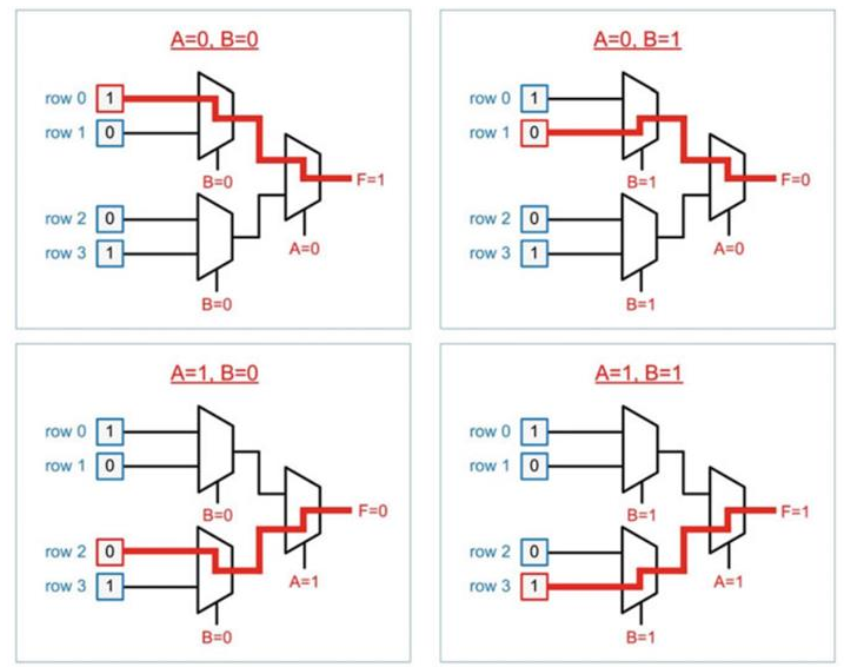 A=0, B=0
row 0 1
row 1 0
B=0
F=1
row 2 0
row 3 1
A=0
B=0
A=0, B=1
row 0 1
row 1 0
B=1
F=0
row 2 0
row 3 1
A=0
B=1
A=1, B=0
row 0 1
row 1 0
B=0
F=0
row 2 0
row 3 1
A=1
B=0
A=1, B=1
row 0 1
row 1 0
B=1
F=1
row 2 0
row 3 1
A=1
B=1